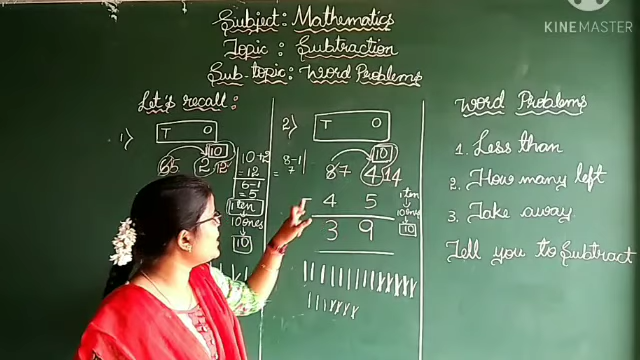 Subject: Mathematics
Topic: Subtraction
Sub-topic: Word Problems
KINEMASTER
Let's recall:
1) T O
10
65 2 12
10+2
= 12
6-1
= 5
1 ten
10 ones
10
2) T O
10
8-1
= 7
8 7 4 14
- 4 5
3 9
1 ten
10 ones
10
Word Problems
1. Less than
2. How many left
3. Take away
Tell you to Subtract